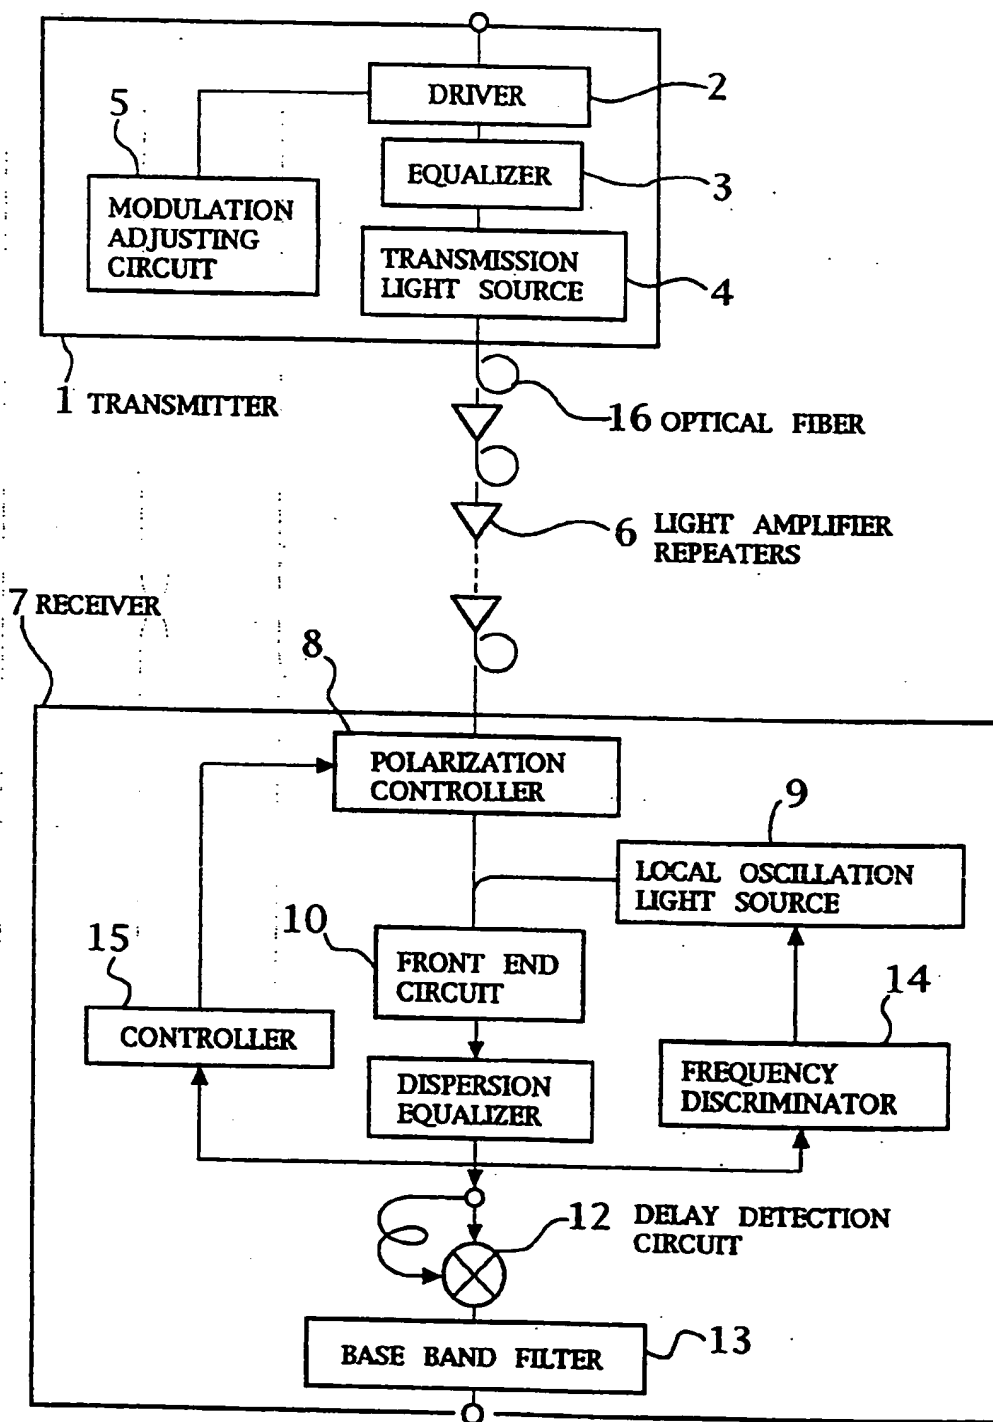 DRIVER
2
5
EQUALIZER
3
MODULATION
ADJUSTING
CIRCUIT
TRANSMISSION
LIGHT SOURCE
4
1 TRANSMITTER
16 OPTICAL FIBER
6 LIGHT AMPLIFIER
REPEATERS
7 RECEIVER
8
POLARIZATION
CONTROLLER
9
LOCAL OSCILLATION
LIGHT SOURCE
10
FRONT END
CIRCUIT
15
CONTROLLER
14
FREQUENCY
DISCRIMINATOR
DISPERSION
EQUALIZER
12 DELAY DETECTION
CIRCUIT
BASE BAND FILTER
13